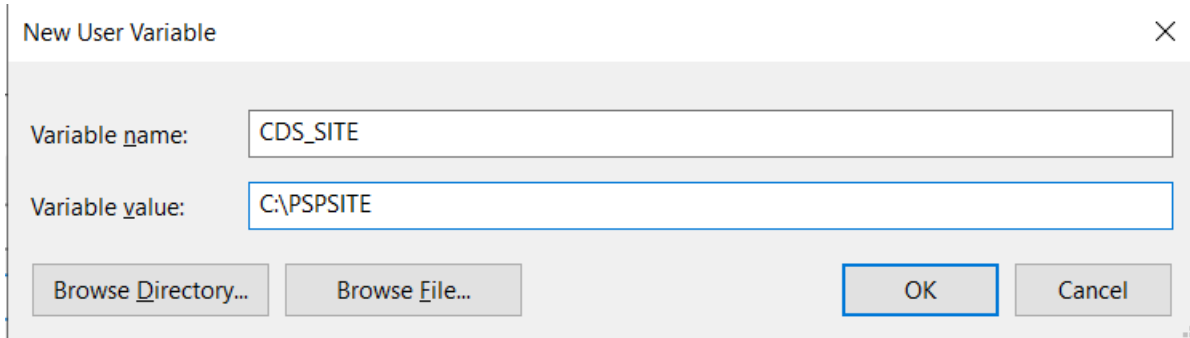 New User Variable
Variable name: CDS_SITE
Variable value: C:\PSPSITE
Browse Directory... Browse File... OK Cancel